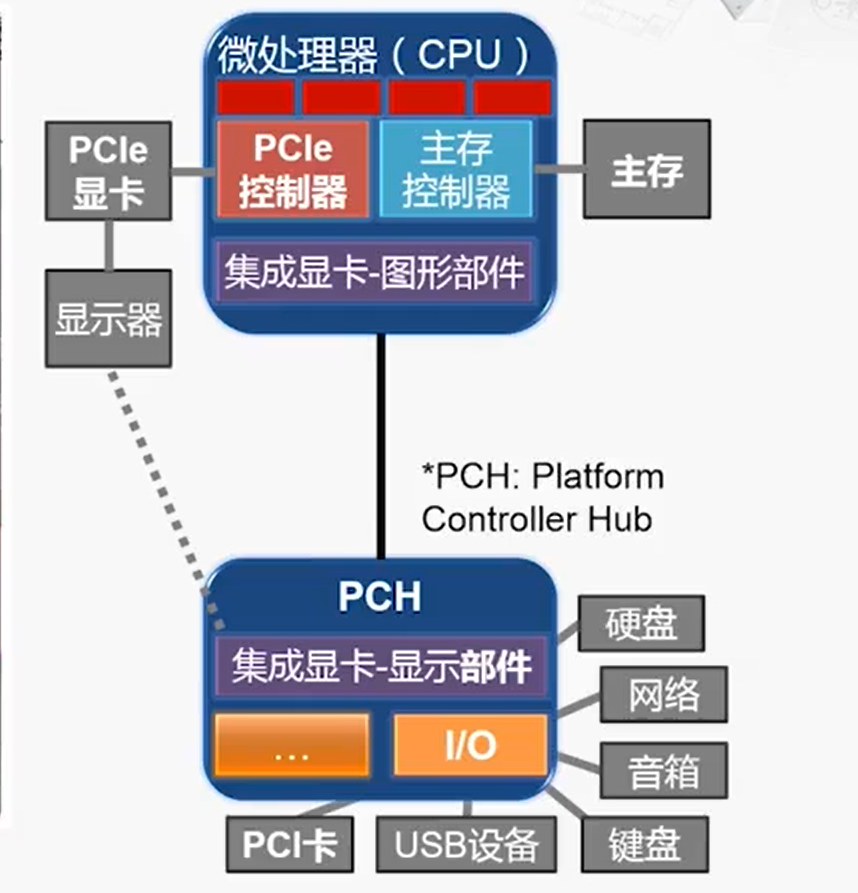 微处理器（CPU）
PCIe
显卡
PCIe
控制器
主存
控制器
主存
集成显卡-图形部件
显示器
*PCH: Platform
Controller Hub
PCH
集成显卡-显示部件
...
I/O
硬盘
网络
音箱
键盘
USB设备
PCI卡